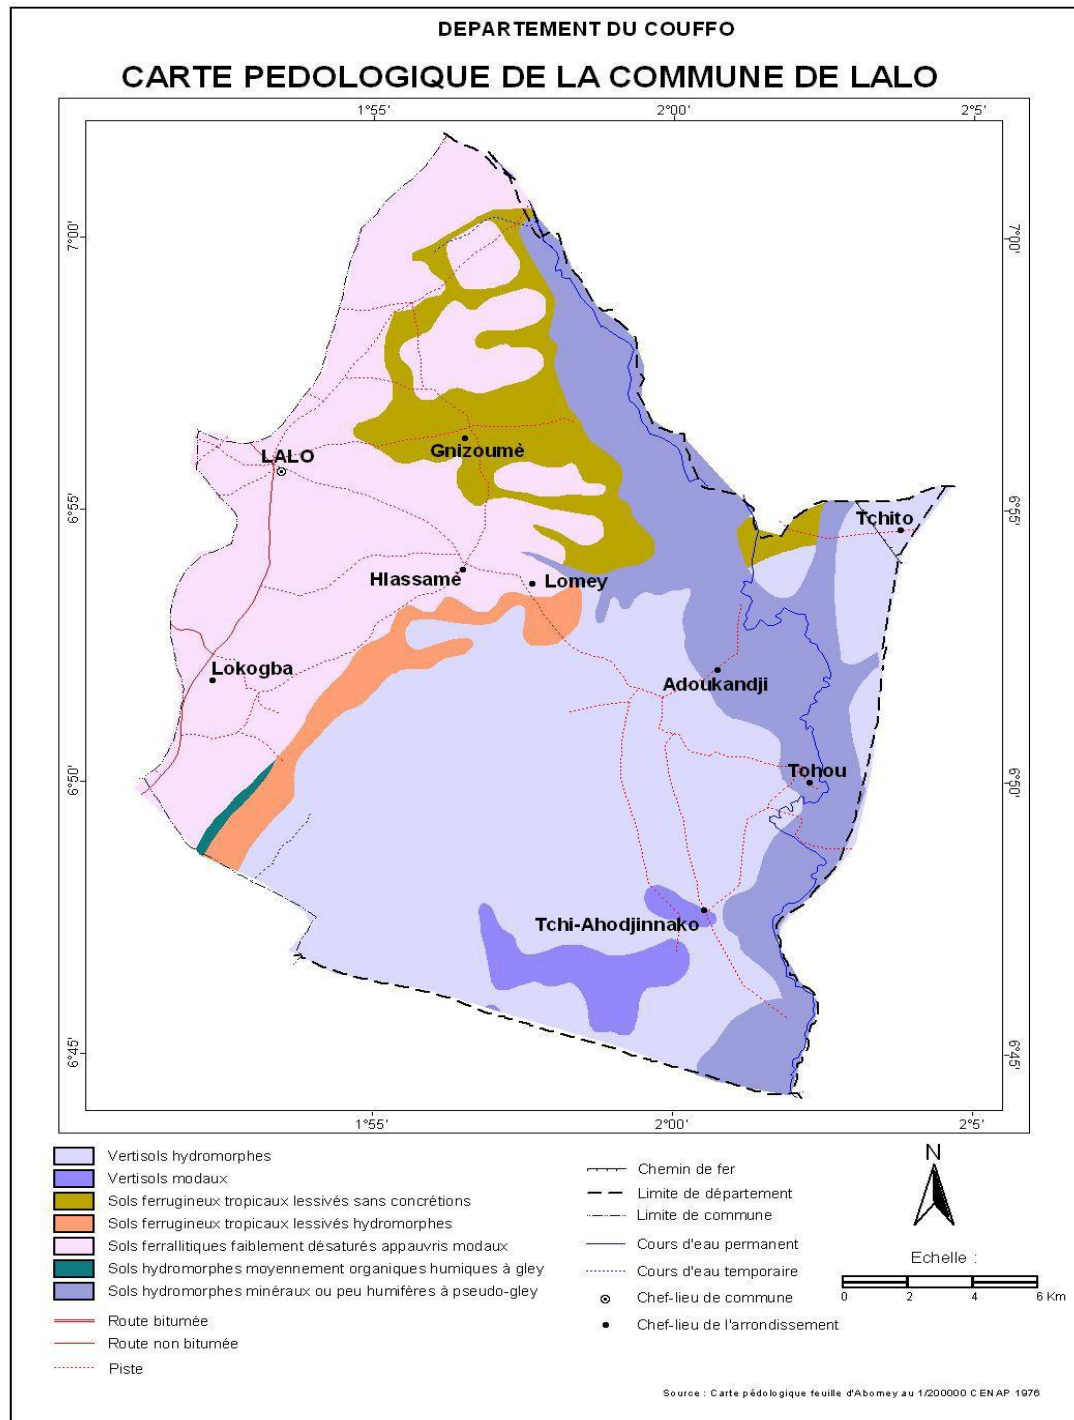 DEPARTEMENT DU COUFFO
CARTE PEDOLOGIQUE DE LA COMMUNE DE LALO
1°55' 2°00' 2°5'
7°00' 7°00'
LALO
Gnizoumè
6°55' 6°55'
Tchito
Hlassamè
Lomey
Lokogba
Adoukandji
6°50' 6°50'
Tohou
Tchi-Ahodjinnako
6°45' 6°45'
1°55' 2°00' 2°5'
Vertisols hydromorphes
Vertisols modaux
Sols ferrugineux tropicaux lessivés sans concrétions
Sols ferrugineux tropicaux lessivés hydromorphes
Sols ferrallitiques faiblement désaturés appauvris modaux
Sols hydromorphes moyennement organiques humiques à gley
Sols hydromorphes minéraux ou peu humifères à pseudo-gley
Route bitumée
Route non bitumée
Piste
Chemin de fer
Limite de département
Limite de commune
Cours d'eau permanent
Cours d'eau temporaire
Chef-lieu de commune
Chef-lieu de l'arrondissement
N
Echelle :
0 2 4 6 Km
Source : Carte pédologique feuille d'Abomey au 1/200000 CENAP 1976